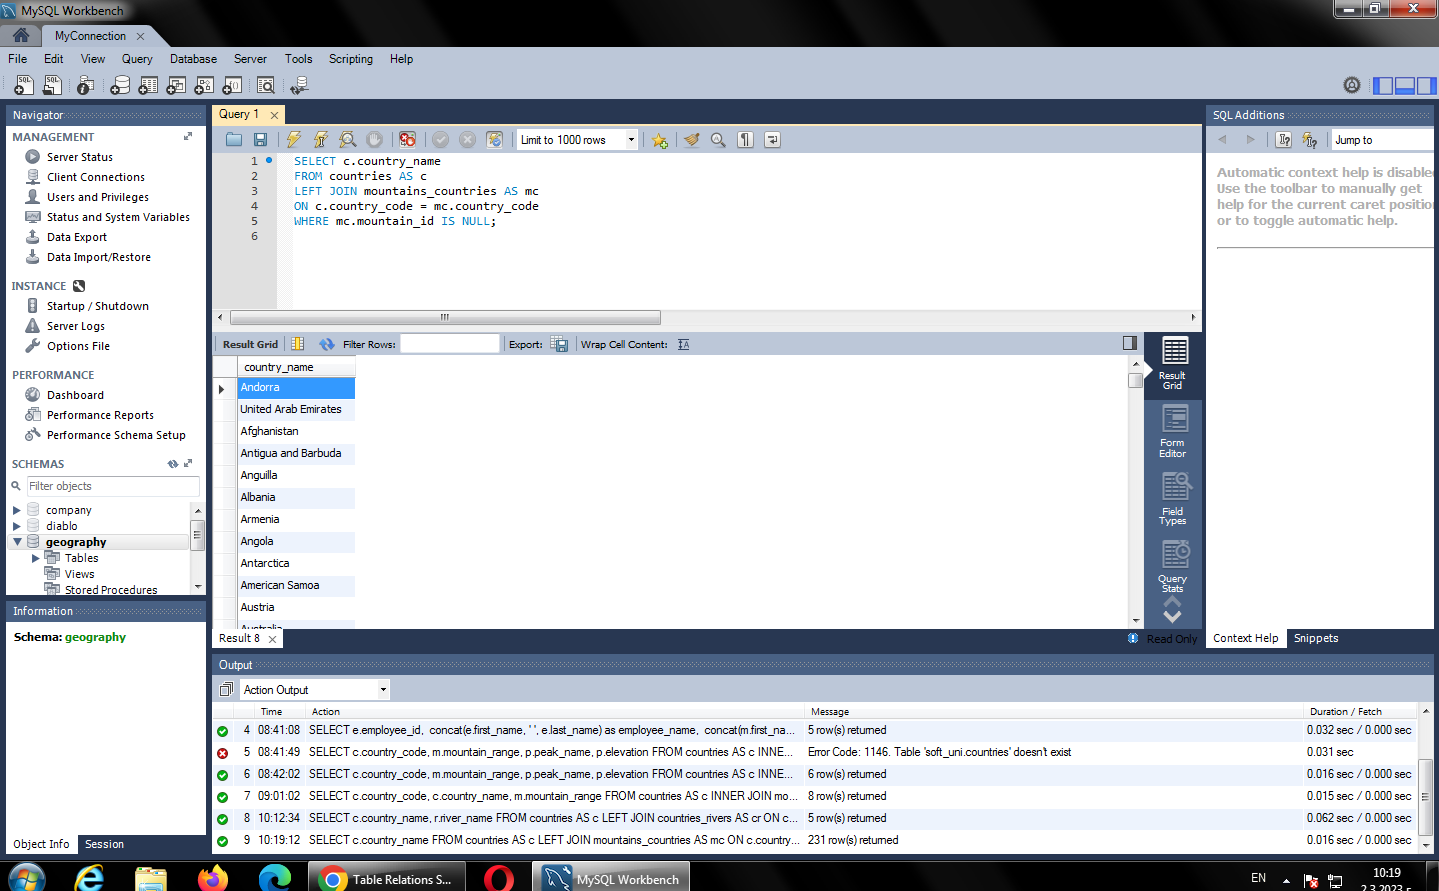 MySQL Workbench
MyConnection
File Edit View Query Database Server Tools Scripting Help
Navigator
MANAGEMENT
Server Status
Client Connections
Users and Privileges
Status and System Variables
Data Export
Data Import/Restore
INSTANCE
Startup / Shutdown
Server Logs
Options File
PERFORMANCE
Dashboard
Performance Reports
Performance Schema Setup
SCHEMAS
Filter objects
company
diablo
geography
Tables
Views
Stored Procedures
Information
Schema: geography
Object Info Session
Query 1
Limit to 1000 rows
1 SELECT c.country_name
2 FROM countries AS c
3 LEFT JOIN mountains_countries AS mc
4 ON c.country_code = mc.country_code
5 WHERE mc.mountain_id IS NULL;
6
Result Grid Filter Rows: Export: Wrap Cell Content:
country_name
Andorra
United Arab Emirates
Afghanistan
Antigua and Barbuda
Anguilla
Albania
Armenia
Angola
Antarctica
American Samoa
Austria
Australia
Result Grid
Form Editor
Field Types
Query Stats
Result 8
Read Only
SQL Additions
Jump to
Automatic context help is disabled
Use the toolbar to manually get
help for the current caret position
or to toggle automatic help.
Context Help Snippets
Output
Action Output
Time Action Message Duration / Fetch
4 08:41:08 SELECT e.employee_id, concat(e.first_name, ' ', e.last_name) as employee_name, concat(m.first_na... 5 row(s) returned 0.032 sec / 0.000 sec
5 08:41:49 SELECT c.country_code, m.mountain_range, p.peak_name, p.elevation FROM countries AS c INNE... Error Code: 1146. Table 'soft_uni.countries' doesn't exist 0.031 sec
6 08:42:02 SELECT c.country_code, m.mountain_range, p.peak_name, p.elevation FROM countries AS c INNE... 6 row(s) returned 0.016 sec / 0.000 sec
7 09:01:02 SELECT c.country_code, c.country_name, m.mountain_range FROM countries AS c INNER JOIN mo... 8 row(s) returned 0.015 sec / 0.000 sec
8 10:12:34 SELECT c.country_name, r.river_name FROM countries AS c LEFT JOIN countries_rivers AS cr ON c... 5 row(s) returned 0.062 sec / 0.000 sec
9 10:19:12 SELECT c.country_name FROM countries AS c LEFT JOIN mountains_countries AS mc ON c.country... 231 row(s) returned 0.016 sec / 0.000 sec
Table Relations S...
MySQL Workbench
EN
10:19
2.3.2023 г.